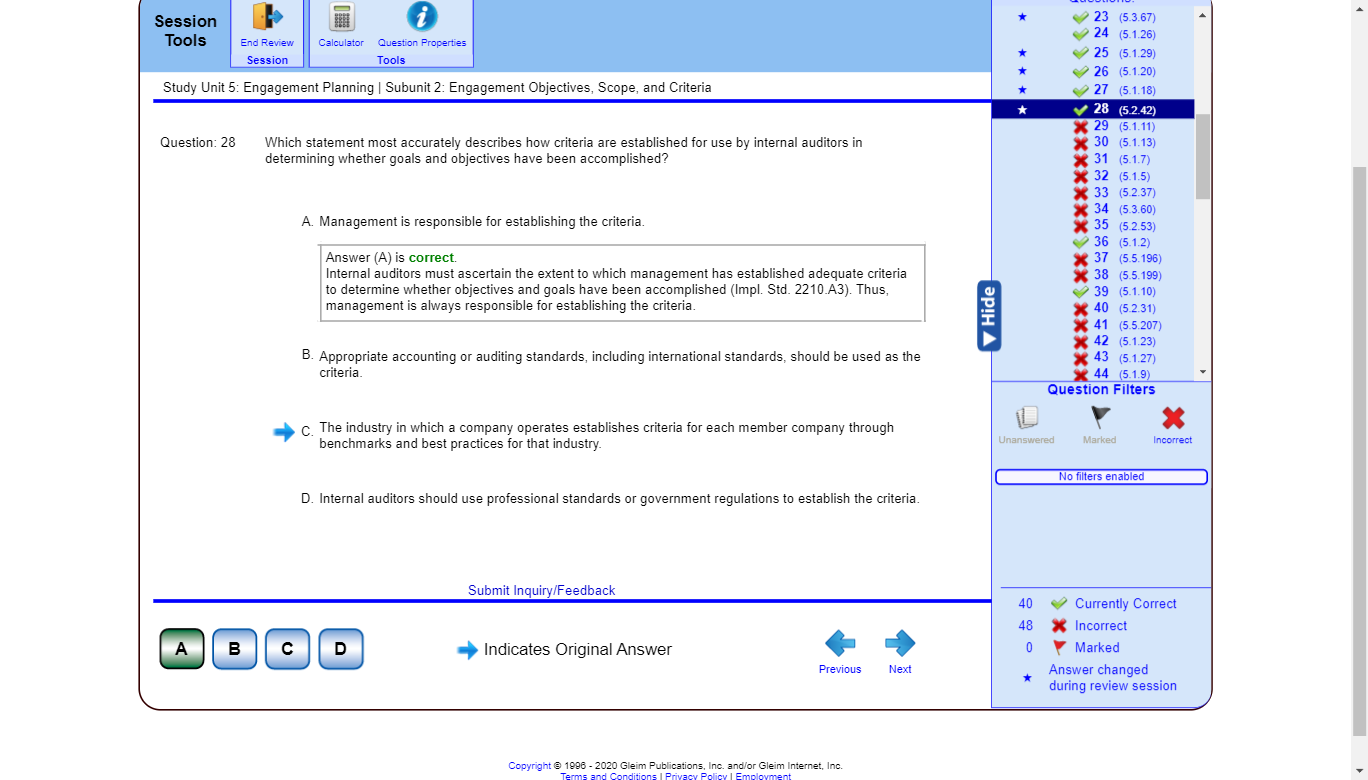 Session Tools
End Review
Session
Calculator
Question Properties
Tools
Study Unit 5: Engagement Planning | Subunit 2: Engagement Objectives, Scope, and Criteria
Question: 28
Which statement most accurately describes how criteria are established for use by internal auditors in
determining whether goals and objectives have been accomplished?
A. Management is responsible for establishing the criteria.
Answer (A) is correct.
Internal auditors must ascertain the extent to which management has established adequate criteria
to determine whether objectives and goals have been accomplished (Impl. Std. 2210.A3). Thus,
management is always responsible for establishing the criteria.
B. Appropriate accounting or auditing standards, including international standards, should be used as the
criteria.
C. The industry in which a company operates establishes criteria for each member company through
benchmarks and best practices for that industry.
D. Internal auditors should use professional standards or government regulations to establish the criteria.
Submit Inquiry/Feedback
A B C D
Indicates Original Answer
Previous
Next
Hide
Questions:
23 (5.3.67)
24 (5.1.26)
25 (5.1.29)
26 (5.1.20)
27 (5.1.18)
28 (5.2.42)
29 (5.1.11)
30 (5.1.13)
31 (5.1.7)
32 (5.1.5)
33 (5.2.37)
34 (5.3.60)
35 (5.2.53)
36 (5.1.2)
37 (5.5.196)
38 (5.5.199)
39 (5.1.10)
40 (5.2.31)
41 (5.5.207)
42 (5.1.23)
43 (5.1.27)
44 (5.1.9)
Question Filters
Unanswered
Marked
Incorrect
No filters enabled
40 Currently Correct
48 Incorrect
0 Marked
Answer changed
during review session
Copyright © 1996 - 2020 Gleim Publications, Inc. and/or Gleim Internet, Inc.
Terms and Conditions | Privacy Policy | Employment